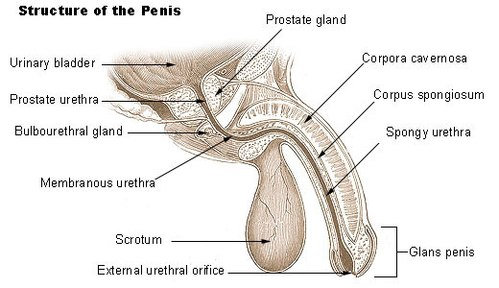 Structure of the Penis
Prostate gland
Urinary bladder
Corpora cavernosa
Prostate urethra
Corpus spongiosum
Bulbourethral gland
Spongy urethra
Membranous urethra
Scrotum
Glans penis
External urethral orifice